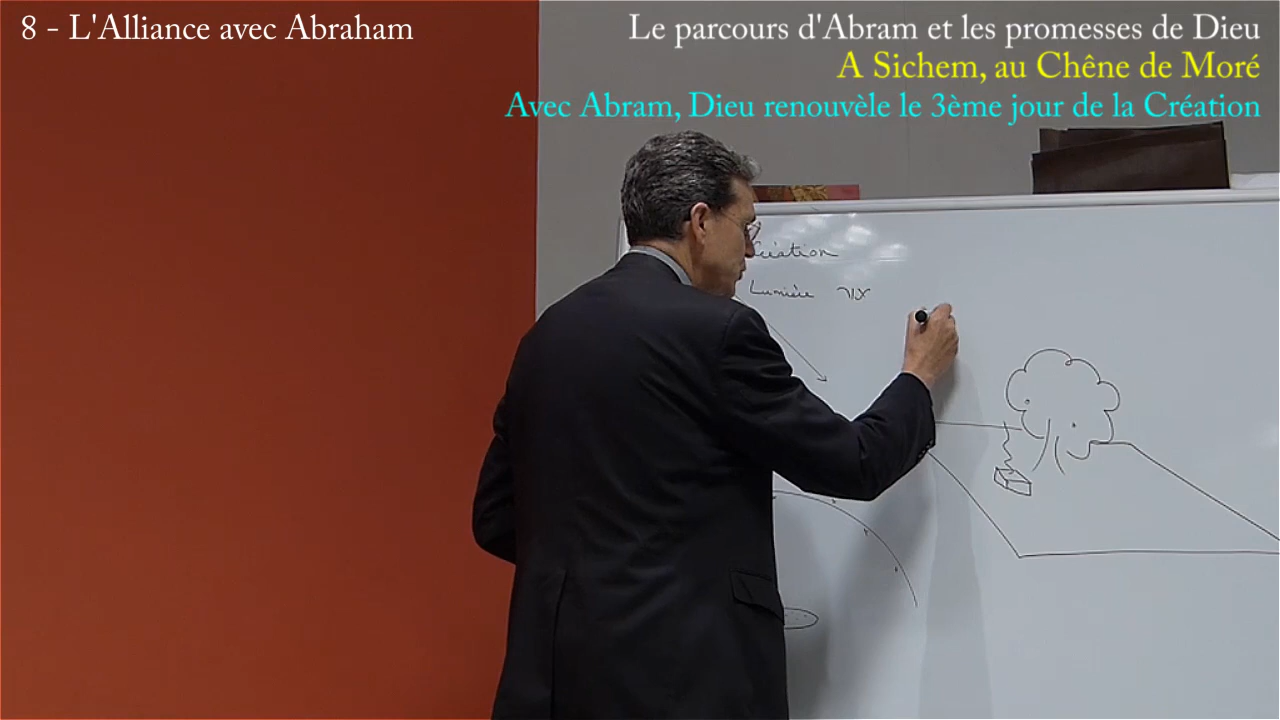 8 - L'Alliance avec Abraham
Le parcours d'Abram et les promesses de Dieu
A Sichem, au Chêne de Moré
Avec Abram, Dieu renouvèle le 3ème jour de la Création
Création
Lumière אור